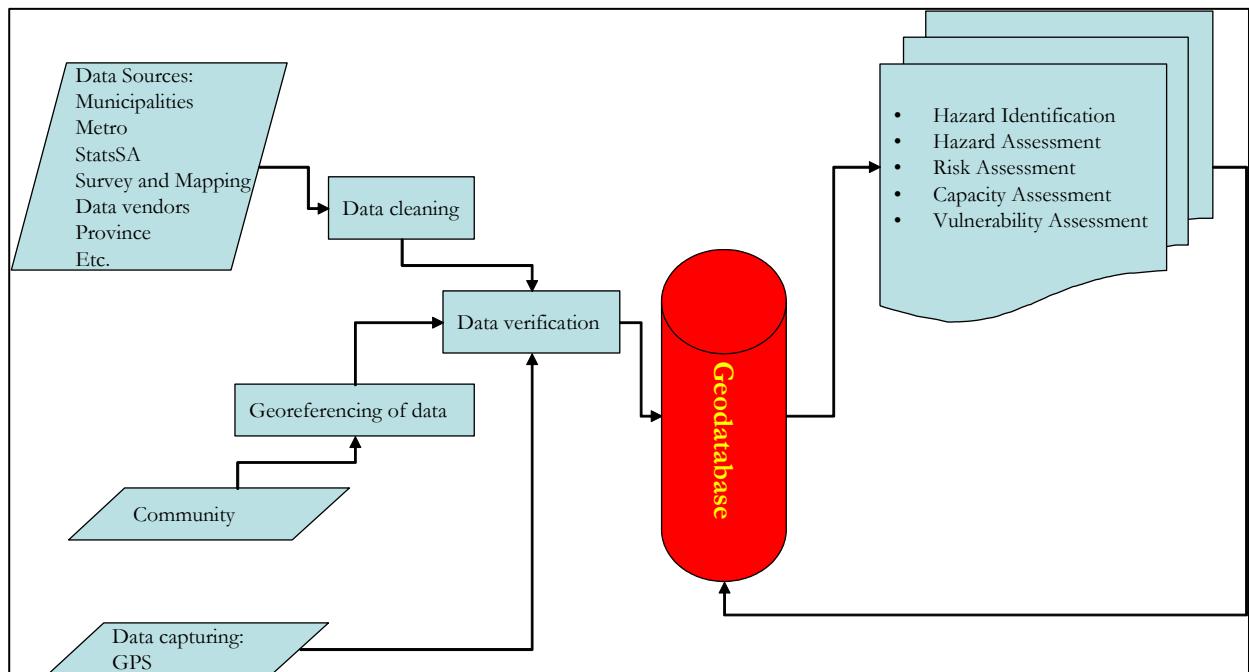 Data Sources:
Municipalities
Metro
StatsSA
Survey and Mapping
Data vendors
Province
Etc.
Data cleaning
Data verification
Georeferencing of data
Community
Data capturing:
GPS
Geodatabase
• Hazard Identification
• Hazard Assessment
• Risk Assessment
• Capacity Assessment
• Vulnerability Assessment